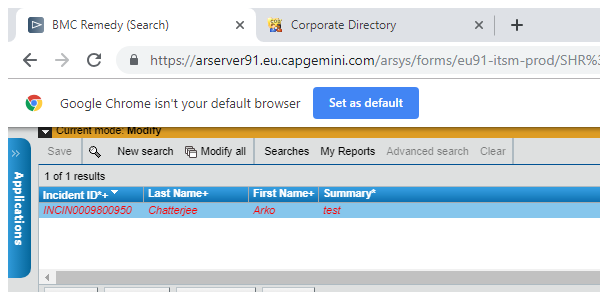 BMC Remedy (Search)
Corporate Directory
https://arserver91.eu.capgemini.com/arsys/forms/eu91-itsm-prod/SHR%
Google Chrome isn't your default browser Set as default
Current mode: Modify
Save New search Modify all Searches My Reports Advanced search Clear
Applications
1 of 1 results
Incident ID*+ Last Name+ First Name+ Summary*
INCIN0009800950 Chatterjee Arko test